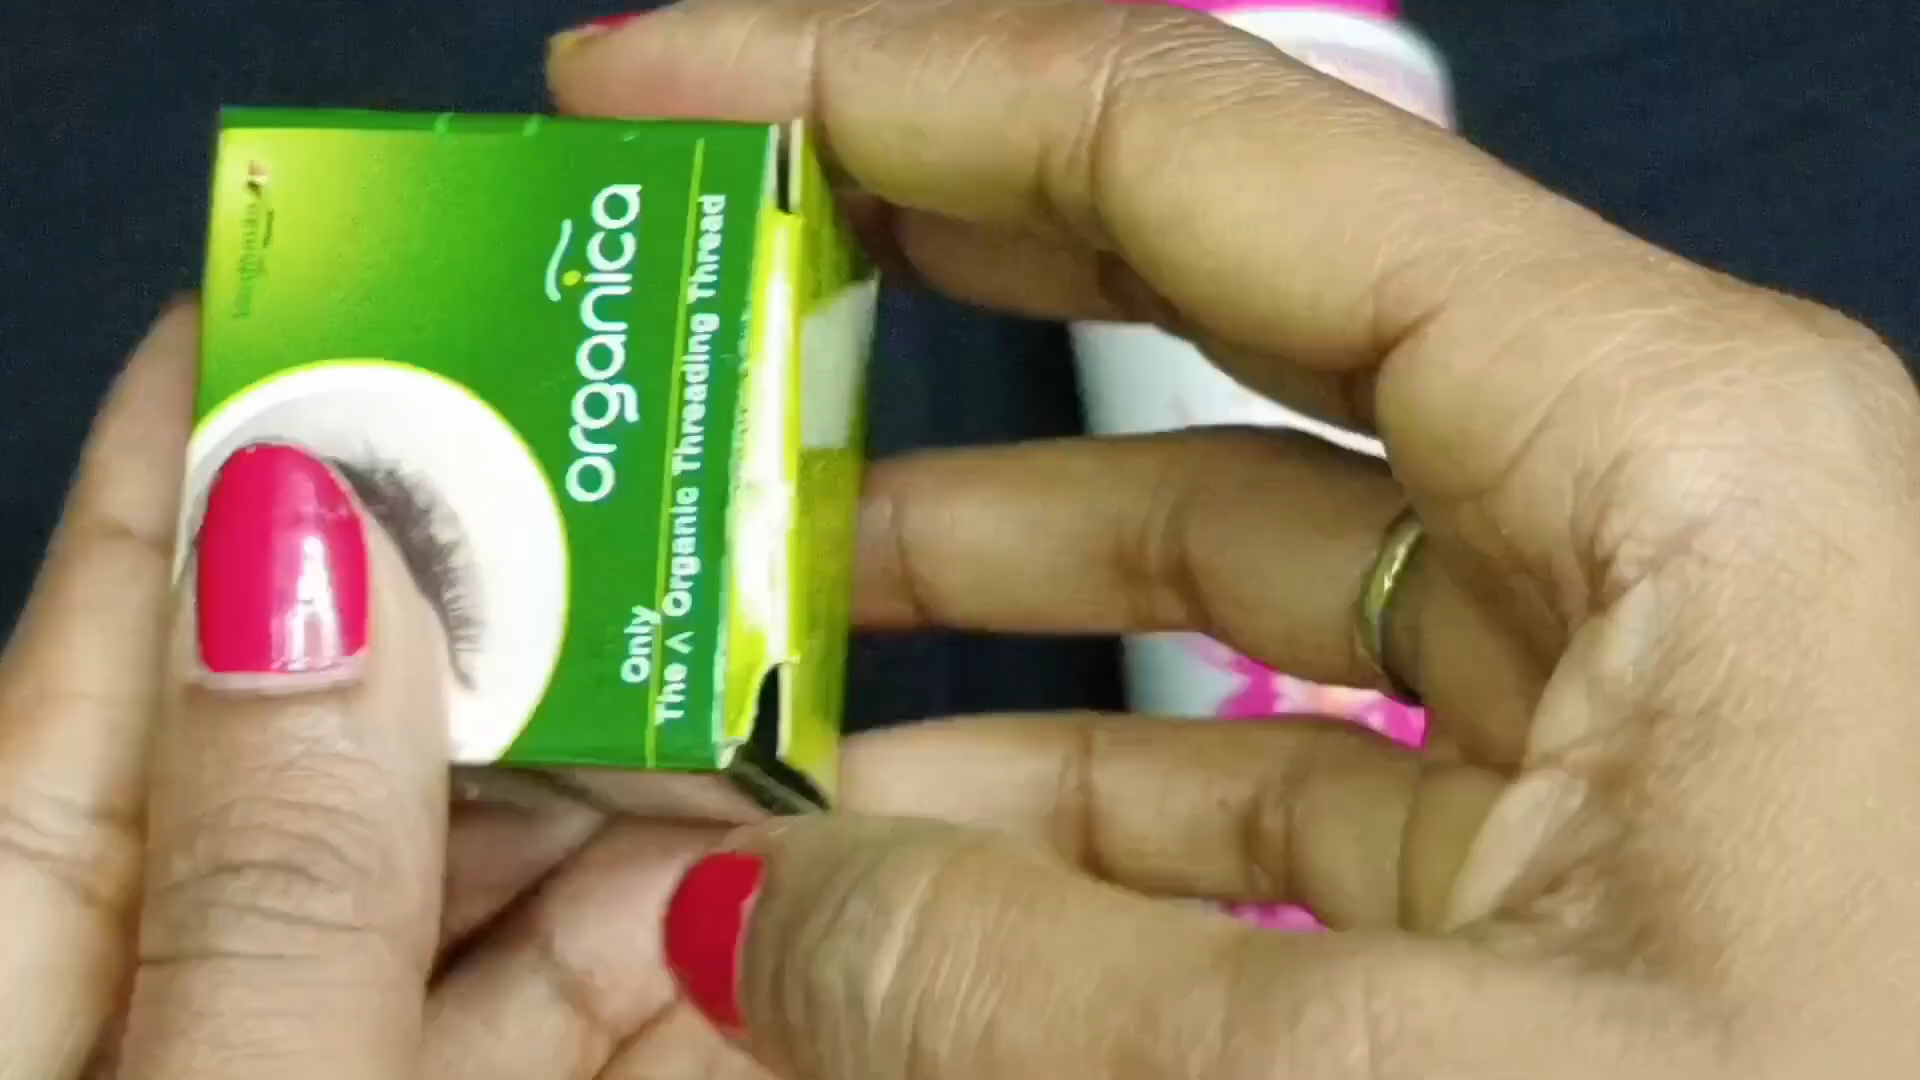 organica
Only
The ^ Organic Threading Thread